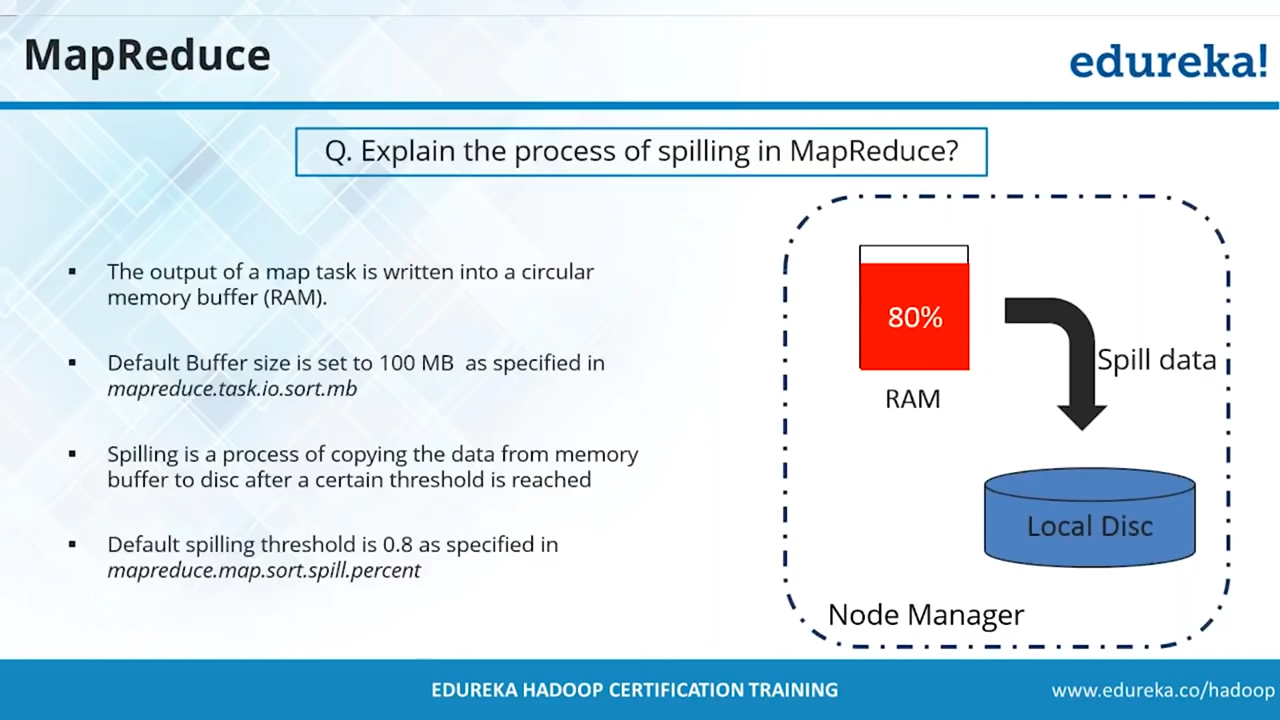 MapReduce
edureka!
Q. Explain the process of spilling in MapReduce?
▪ The output of a map task is written into a circular
memory buffer (RAM).
▪ Default Buffer size is set to 100 MB as specified in
mapreduce.task.io.sort.mb
▪ Spilling is a process of copying the data from memory
buffer to disc after a certain threshold is reached
▪ Default spilling threshold is 0.8 as specified in
mapreduce.map.sort.spill.percent
80%
RAM
Spill data
Local Disc
Node Manager
EDUREKA HADOOP CERTIFICATION TRAINING
www.edureka.co/hadoop